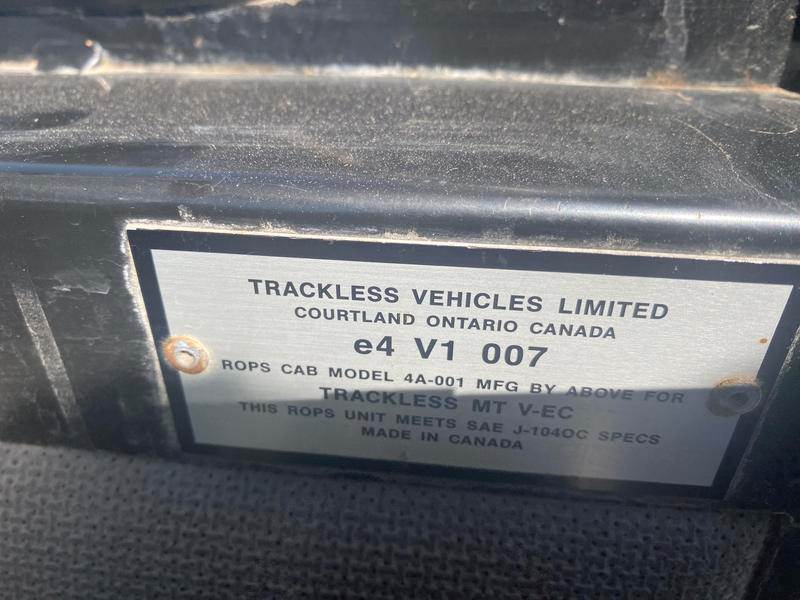 TRACKLESS VEHICLES LIMITED
COURTLAND ONTARIO CANADA
e4 V1 007
ROPS CAB MODEL 4A-001 MFG BY ABOVE FOR
TRACKLESS MT V-EC
THIS ROPS UNIT MEETS SAE J-1040C SPECS
MADE IN CANADA